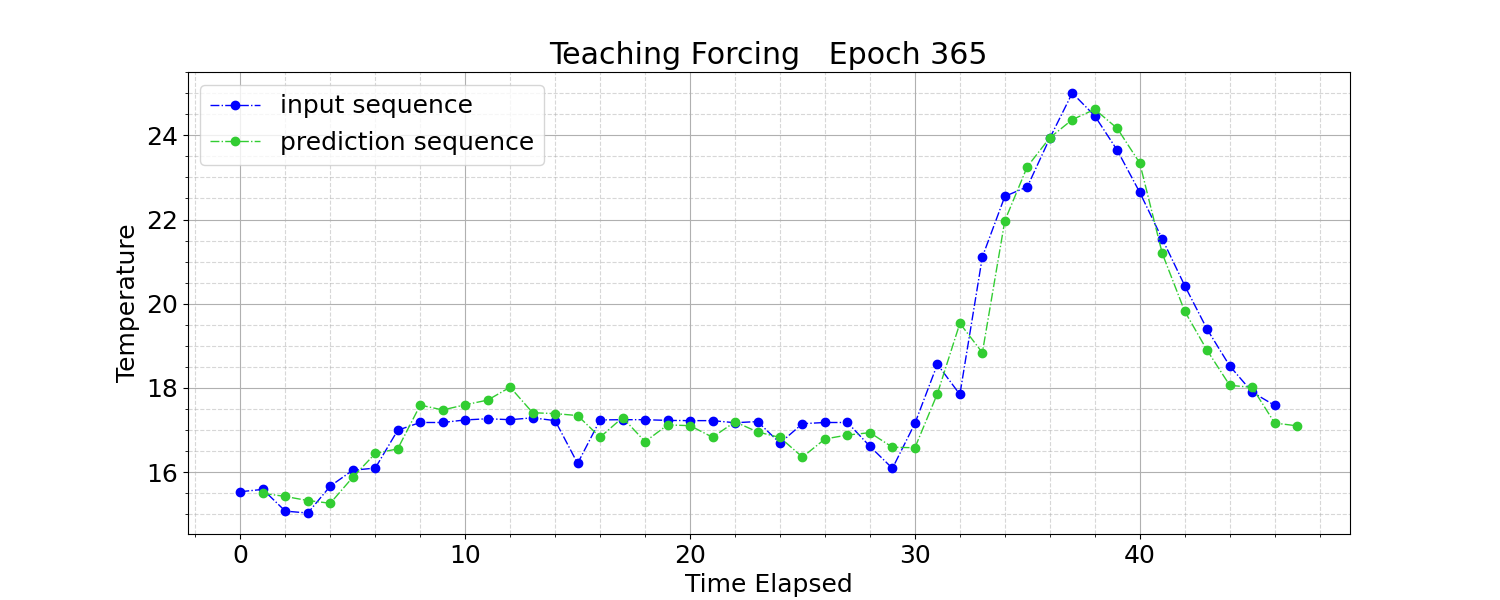 Teaching Forcing   Epoch 365
input sequence
prediction sequence
Temperature
24
22
20
18
16
0 10 20 30 40
Time Elapsed